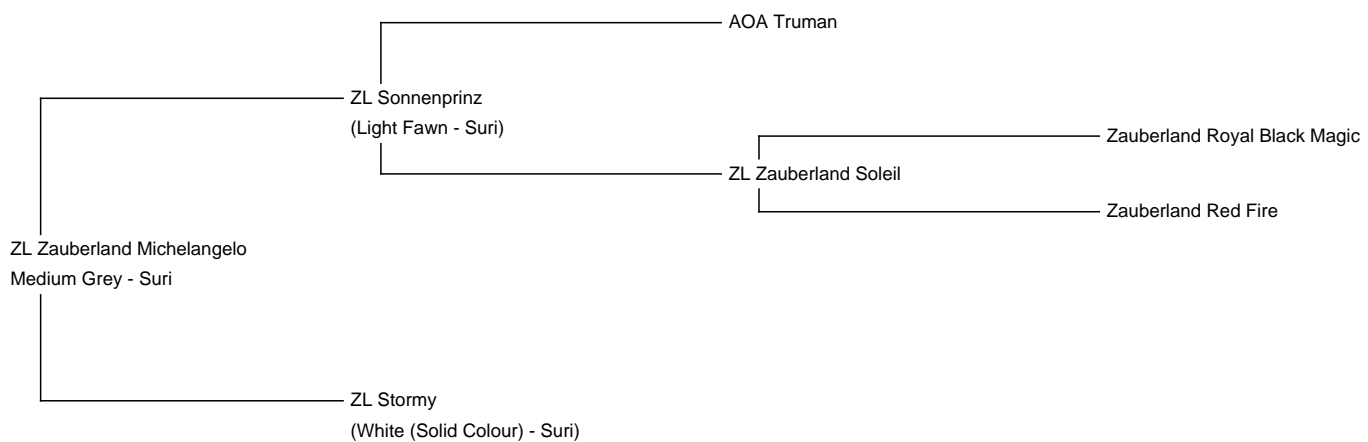 AOA Truman
ZL Sonnenprinz
(Light Fawn - Suri)
Zauberland Royal Black Magic
ZL Zauberland Soleil
Zauberland Red Fire
ZL Zauberland Michelangelo
Medium Grey - Suri
ZL Stormy
(White (Solid Colour) - Suri)